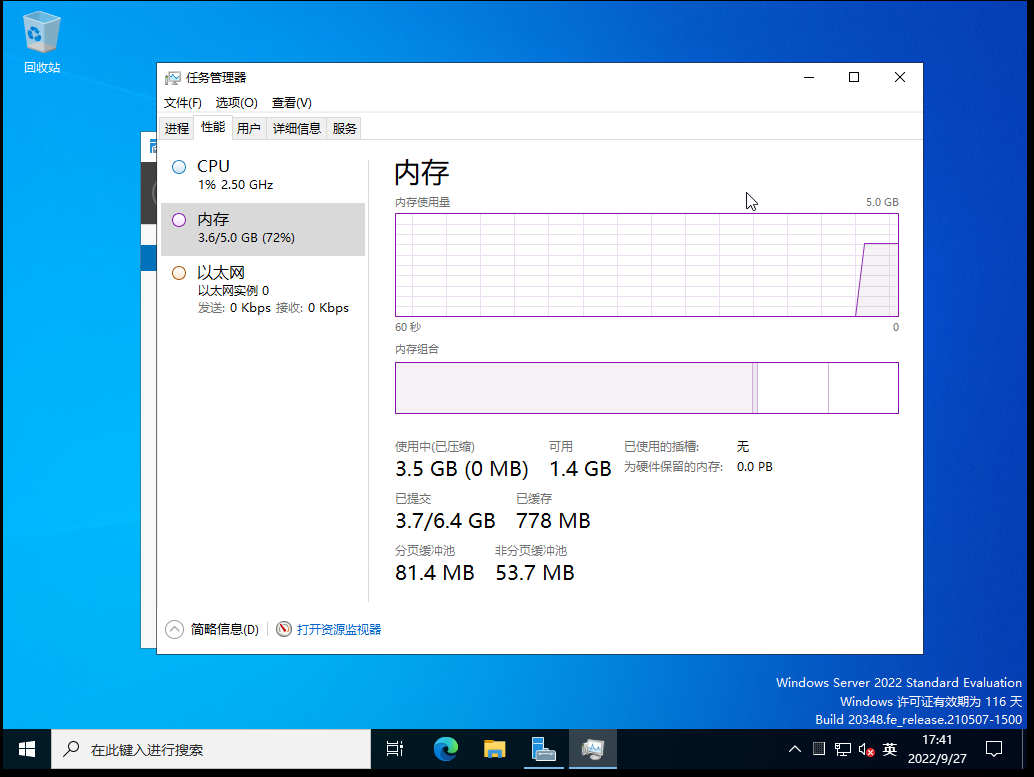 回收站
任务管理器
文件(F) 选项(O) 查看(V)
进程 性能 用户 详细信息 服务
CPU
1% 2.50 GHz
内存
3.6/5.0 GB (72%)
以太网
以太网实例 0
发送: 0 Kbps 接收: 0 Kbps
内存
内存使用量 5.0 GB
60 秒 0
内存组合
使用中(已压缩) 可用 已使用的插槽: 无
3.5 GB (0 MB) 1.4 GB 为硬件保留的内存: 0.0 PB
已提交 已缓存
3.7/6.4 GB 778 MB
分页缓冲池 非分页缓冲池
81.4 MB 53.7 MB
简略信息(D) 打开资源监视器
Windows Server 2022 Standard Evaluation
Windows 许可证有效期为 116 天
Build 20348.fe_release.210507-1500
在此键入进行搜索
英
17:41
2022/9/27